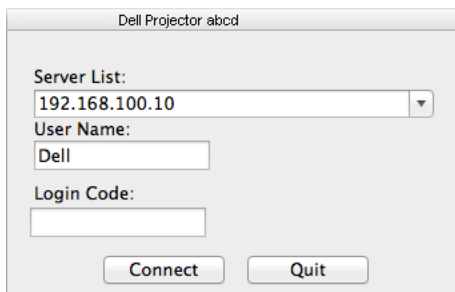 Dell Projector abcd
Server List:
192.168.100.10
User Name:
Dell
Login Code:
Connect Quit